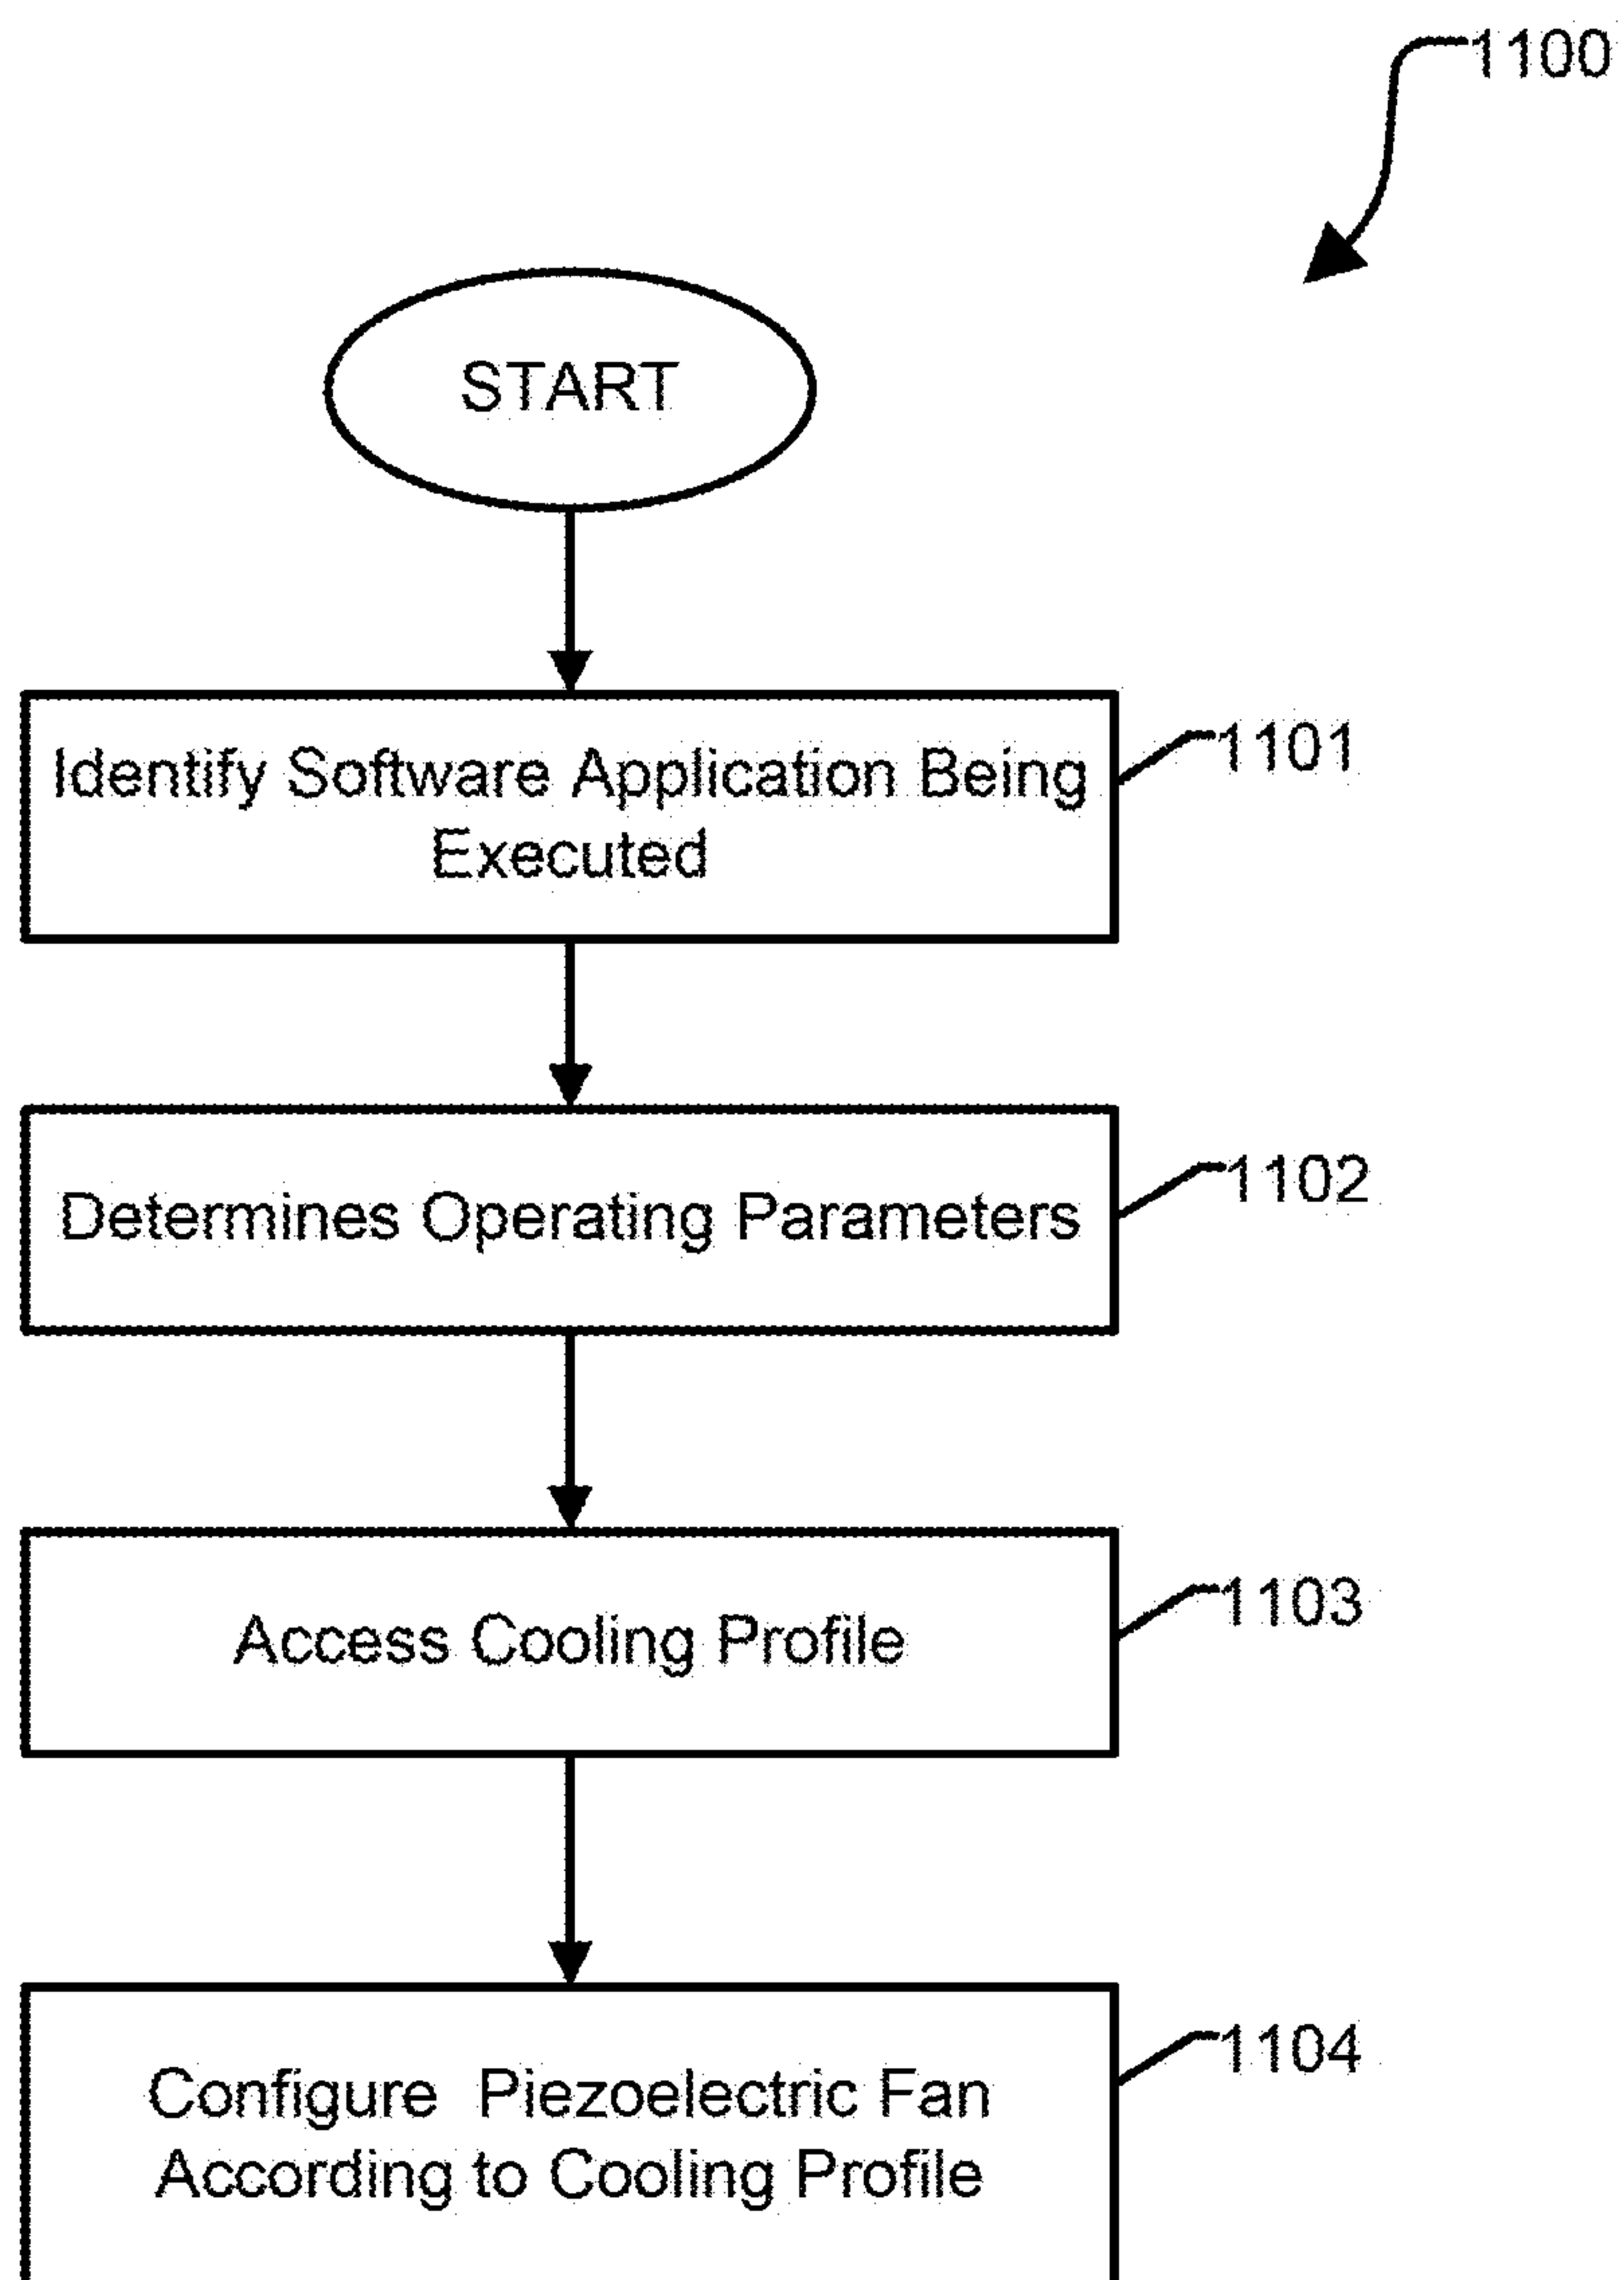 1100
START
Identify Software Application Being
Executed
1101
Determines Operating Parameters
1102
Access Cooling Profile
1103
Configure Piezoelectric Fan
According to Cooling Profile
1104